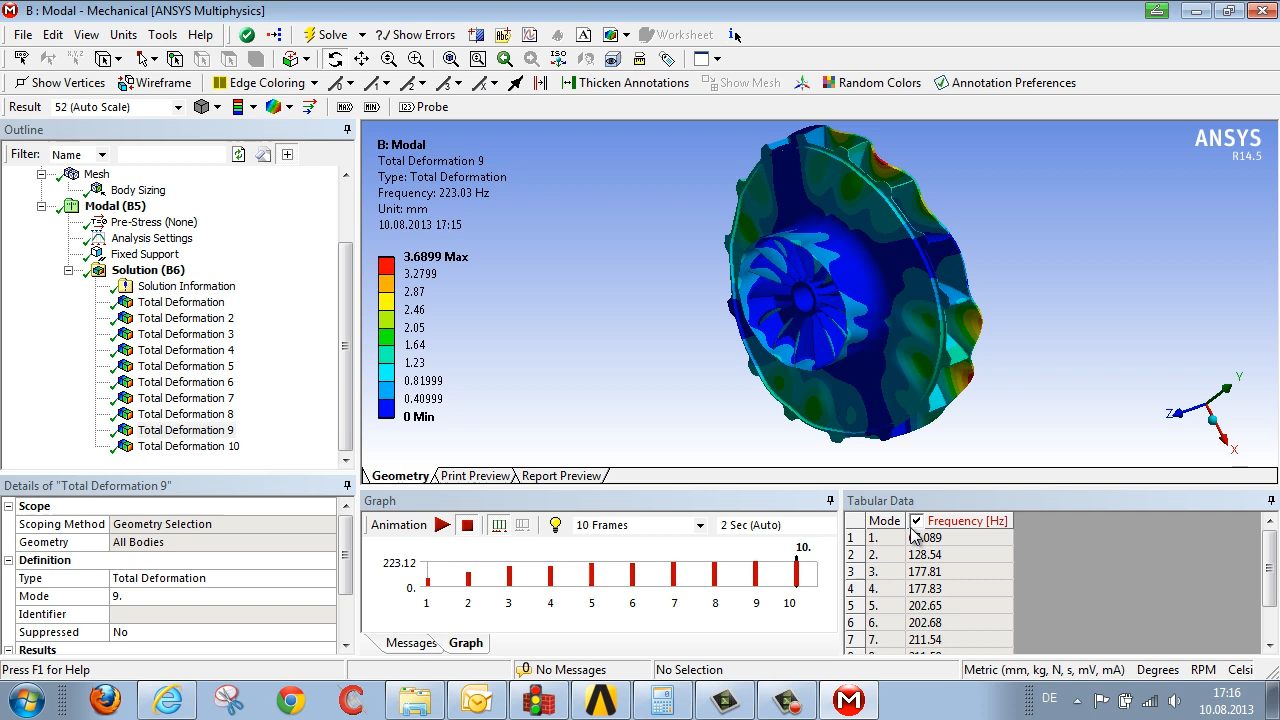 B : Modal - Mechanical [ANSYS Multiphysics]
File Edit View Units Tools Help Solve ?/ Show Errors Worksheet
Show Vertices Wireframe Edge Coloring Thicken Annotations Show Mesh Random Colors Annotation Preferences
Result 52 (Auto Scale) MAX MIN 123 Probe
Outline
Filter: Name
Mesh
Body Sizing
Modal (B5)
Pre-Stress (None)
Analysis Settings
Fixed Support
Solution (B6)
Solution Information
Total Deformation
Total Deformation 2
Total Deformation 3
Total Deformation 4
Total Deformation 5
Total Deformation 6
Total Deformation 7
Total Deformation 8
Total Deformation 9
Total Deformation 10
B: Modal
Total Deformation 9
Type: Total Deformation
Frequency: 223.03 Hz
Unit: mm
10.08.2013 17:15
3.6899 Max
3.2799
2.87
2.46
2.05
1.64
1.23
0.81999
0.40999
0 Min
ANSYS
R14.5
Y
Z
X
Geometry Print Preview Report Preview
Details of "Total Deformation 9"
Scope
Scoping Method Geometry Selection
Geometry All Bodies
Definition
Type Total Deformation
Mode 9.
Identifier
Suppressed No
Results
Graph
Animation 10 Frames 2 Sec (Auto)
10.
223.12
0.
1 2 3 4 5 6 7 8 9 10
Messages Graph
Tabular Data
Mode Frequency [Hz]
1 1. 089
2 2. 128.54
3 3. 177.81
4 4. 177.83
5 5. 202.65
6 6. 202.68
7 7. 211.54
Press F1 for Help 0 No Messages No Selection Metric (mm, kg, N, s, mV, mA) Degrees RPM Celsi
DE 17:16
10.08.2013